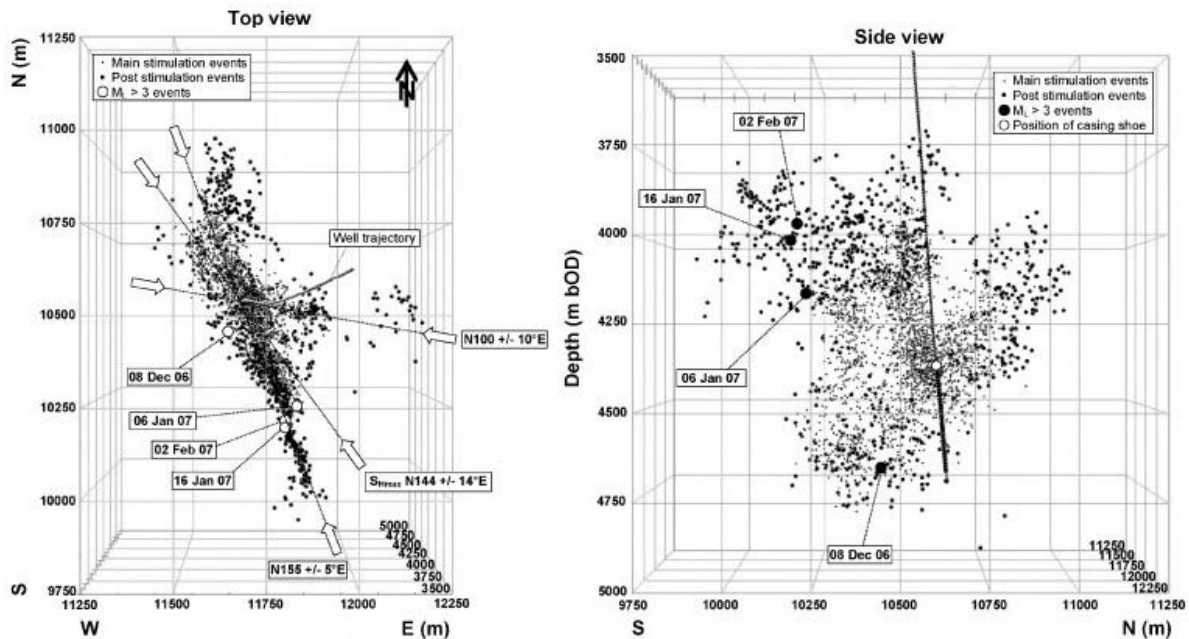 Top view
N (m)
11250
11000
10750
10500
10250
10000
9750
S
Main stimulation events
Post stimulation events
M_L > 3 events
N
Well trajectory
N100 +/- 10°E
08 Dec 06
06 Jan 07
02 Feb 07
16 Jan 07
S_Hmax N144 +/- 14°E
N155 +/- 5°E
5000
4750
4500
4250
4000
3750
3500
11250 11500 11750 12000 12250
W E (m)
Side view
Depth (m bOD)
3500
3750
4000
4250
4500
4750
5000
Main stimulation events
Post stimulation events
M_L > 3 events
Position of casing shoe
02 Feb 07
16 Jan 07
06 Jan 07
08 Dec 06
11250
11500
11750
12000
12250
9750 10000 10250 10500 10750 11000 11250
S N (m)